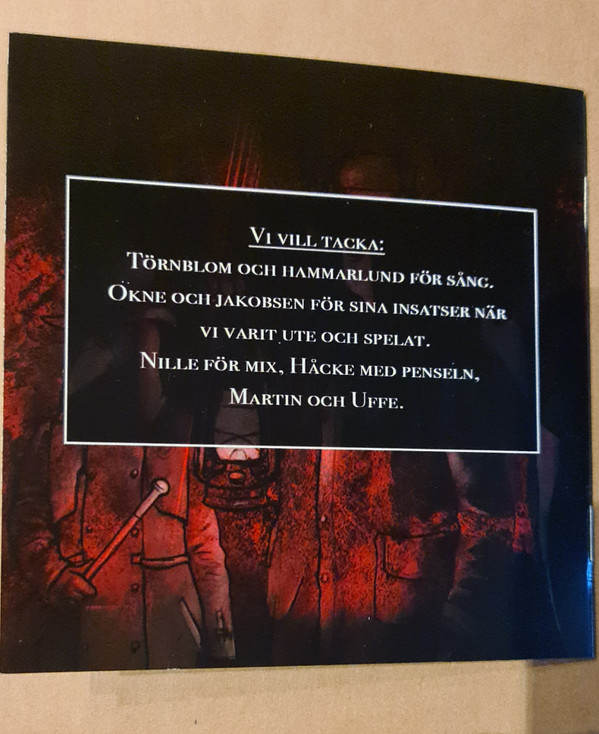 Vi vill tacka:
Törnblom och hammarlund för sång.
Ökne och jakobsen för sina insatser när
vi varit ute och spelat.
Nille för mix, Håcke med penseln,
Martin och Uffe.